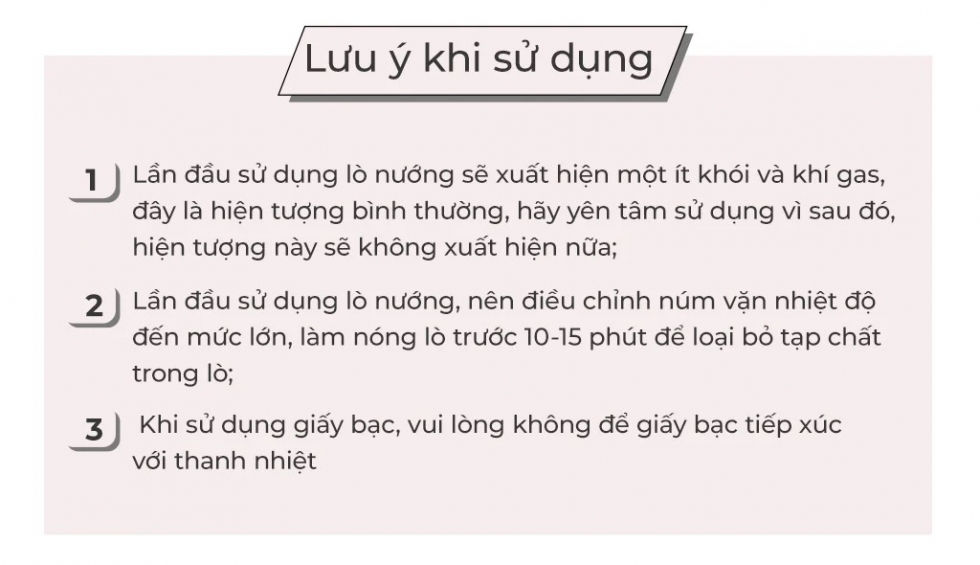 Lưu ý khi sử dụng
1 Lần đầu sử dụng lò nướng sẽ xuất hiện một ít khói và khí gas,
đây là hiện tượng bình thường, hãy yên tâm sử dụng vì sau đó,
hiện tượng này sẽ không xuất hiện nữa;
2 Lần đầu sử dụng lò nướng, nên điều chỉnh núm vặn nhiệt độ
đến mức lớn, làm nóng lò trước 10-15 phút để loại bỏ tạp chất
trong lò;
3 Khi sử dụng giấy bạc, vui lòng không để giấy bạc tiếp xúc
với thanh nhiệt